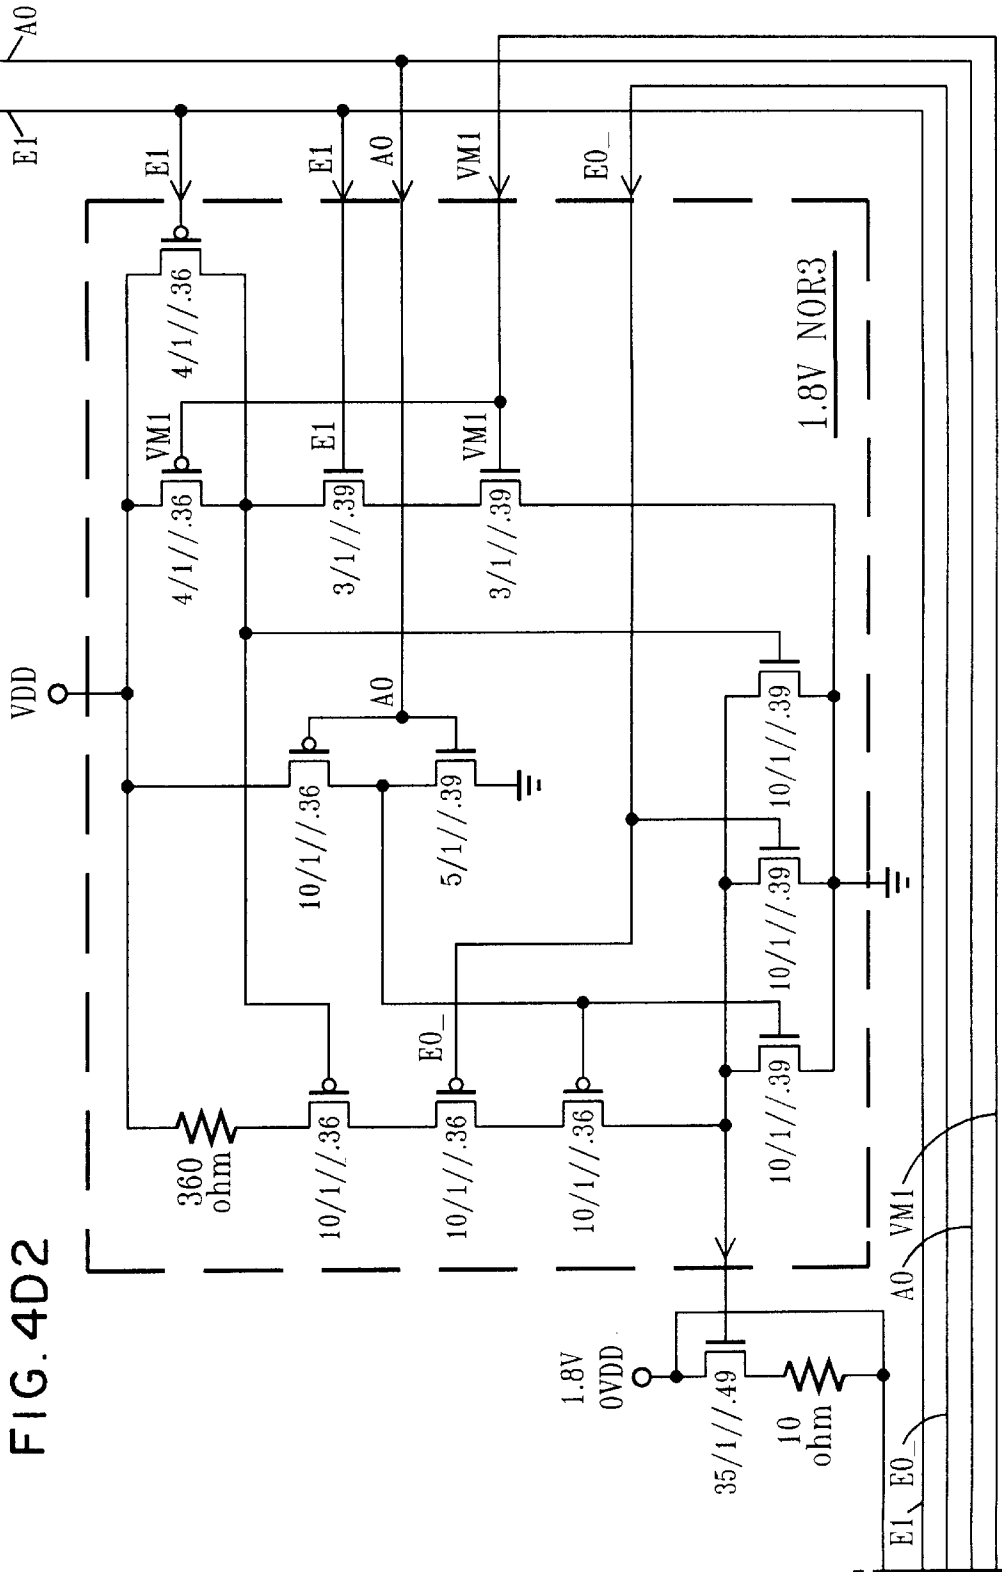 FIG. 4D2
VDD
E1
A0
E1
E1
A0
VM1
E0_
4/1//.36
VM1
4/1//.36
E1
3/1//.39
VM1
3/1//.39
A0
10/1//.36
5/1//.39
360
ohm
10/1//.36
E0_
10/1//.36
10/1//.36
10/1//.39
10/1//.39
10/1//.39
1.8V NOR3
1.8V
0VDD
35/1//.49
10
ohm
E1
E0_
A0
VM1